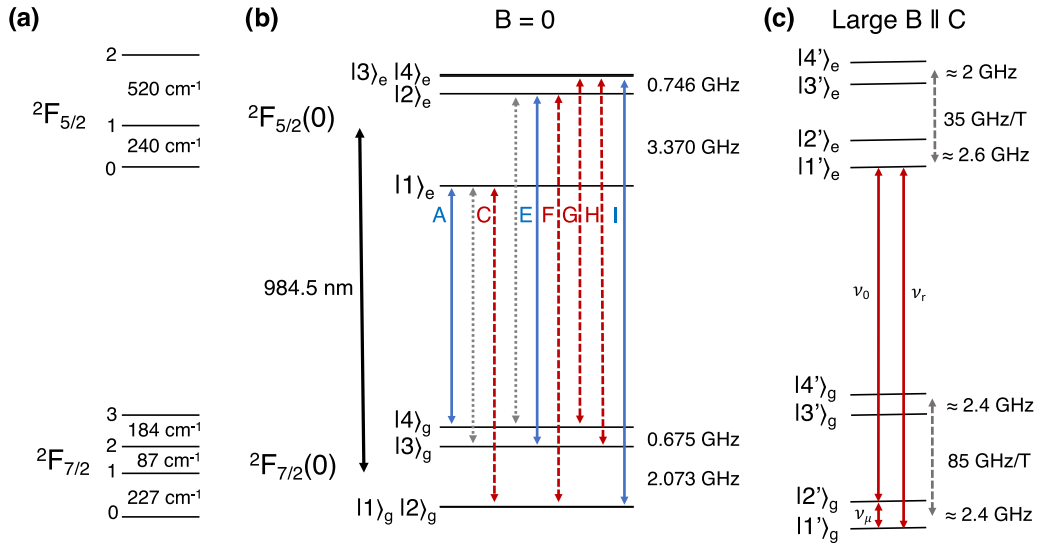 (a)
2
520 cm⁻¹
²F₅/₂
1
240 cm⁻¹
0
3
184 cm⁻¹
2
87 cm⁻¹
²F₇/₂
1
227 cm⁻¹
0
(b)
B = 0
|3⟩ₑ |4⟩ₑ
0.746 GHz
|2⟩ₑ
²F₅/₂(0)
3.370 GHz
|1⟩ₑ
A C E F G H I
984.5 nm
|4⟩g
0.675 GHz
|3⟩g
²F₇/₂(0)
2.073 GHz
|1⟩g |2⟩g
(c)
Large B ∥ C
|4'⟩ₑ
≈ 2 GHz
|3'⟩ₑ
35 GHz/T
|2'⟩ₑ
≈ 2.6 GHz
|1'⟩ₑ
ν₀ νᵣ
|4'⟩g
≈ 2.4 GHz
|3'⟩g
85 GHz/T
|2'⟩g
νμ
≈ 2.4 GHz
|1'⟩g